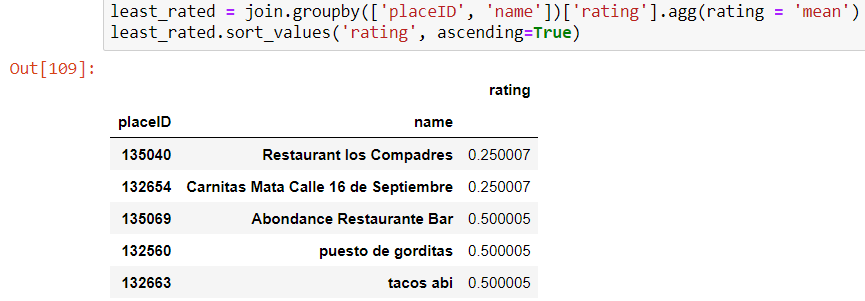 least_rated = join.groupby(['placeID', 'name'])['rating'].agg(rating = 'mean')
least_rated.sort_values('rating', ascending=True)
Out[109]:
rating
placeID name
135040 Restaurant los Compadres 0.250007
132654 Carnitas Mata Calle 16 de Septiembre 0.250007
135069 Abondance Restaurante Bar 0.500005
132560 puesto de gorditas 0.500005
132663 tacos abi 0.500005